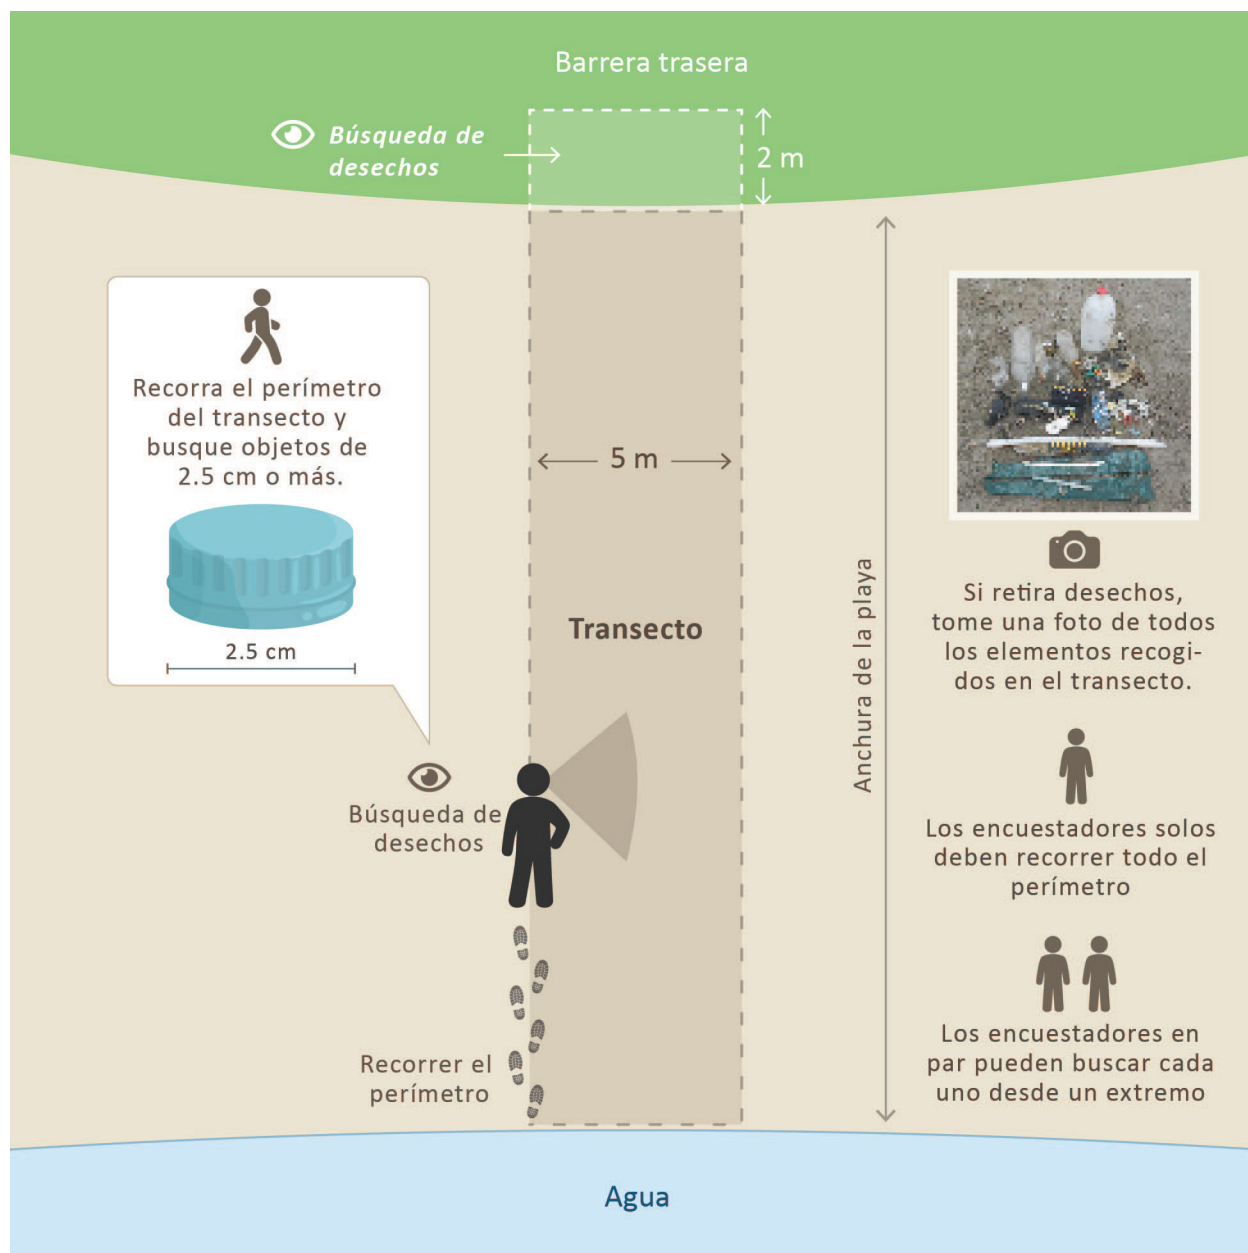 Barrera trasera
Búsqueda de
desechos
2 m
Recorra el perímetro
del transecto y
busque objetos de
2.5 cm o más.
2.5 cm
5 m
Transecto
Anchura de la playa
Búsqueda de
desechos
Recorrer el
perímetro
Si retira desechos,
tome una foto de todos
los elementos recogi-
dos en el transecto.
Los encuestadores solos
deben recorrer todo el
perímetro
Los encuestadores en
par pueden buscar cada
uno desde un extremo
Agua